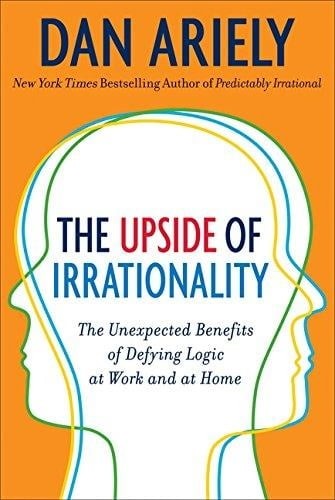 DAN ARIELY
New York Times Bestselling Author of Predictably Irrational
THE UPSIDE OF
IRRATIONALITY
The Unexpected Benefits
of Defying Logic
at Work and at Home